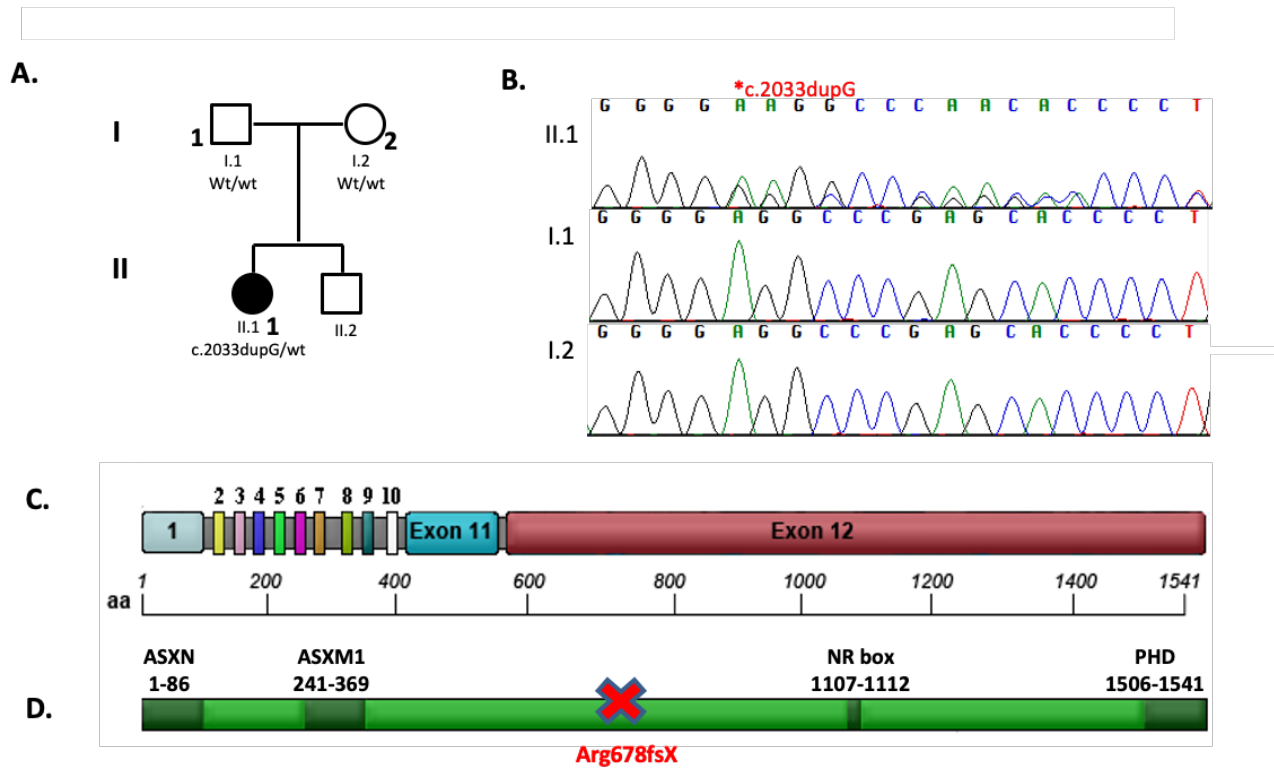 A.
I
1
2
I.1
Wt/wt
I.2
Wt/wt
II
II.1 1
c.2033dupG/wt
II.2
B.
*c.2033dupG
II.1
G G G G A A G G C C C A A C A C C C C T
I.1
G G G G A G G C C C G A G C A C C C C T
I.2
G G G G A G G C C C G A G C A C C C C T
C.
2 3 4 5 6 7 8 9 10
1 Exon 11 Exon 12
1 200 400 600 800 1000 1200 1400 1541
aa
ASXN ASXM1 NR box PHD
1-86 241-369 1107-1112 1506-1541
D.
Arg678fsX